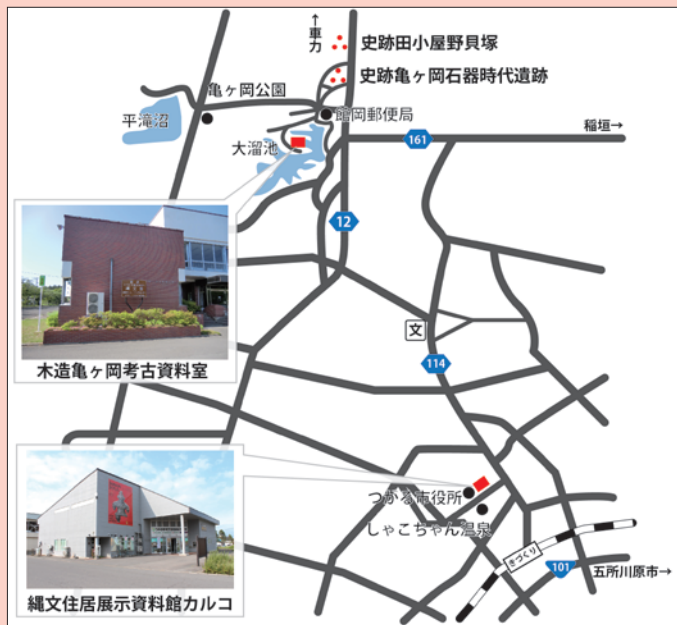 ↑車力
史跡田小屋野貝塚
史跡亀ヶ岡石器時代遺跡
亀ヶ岡公園
平滝沼
館岡郵便局
大溜池
稲垣→
161
12
木造亀ヶ岡考古資料室
文
114
つがる市役所
しゃこちゃん温泉
きづくり
101
五所川原市→
縄文住居展示資料館カルコ